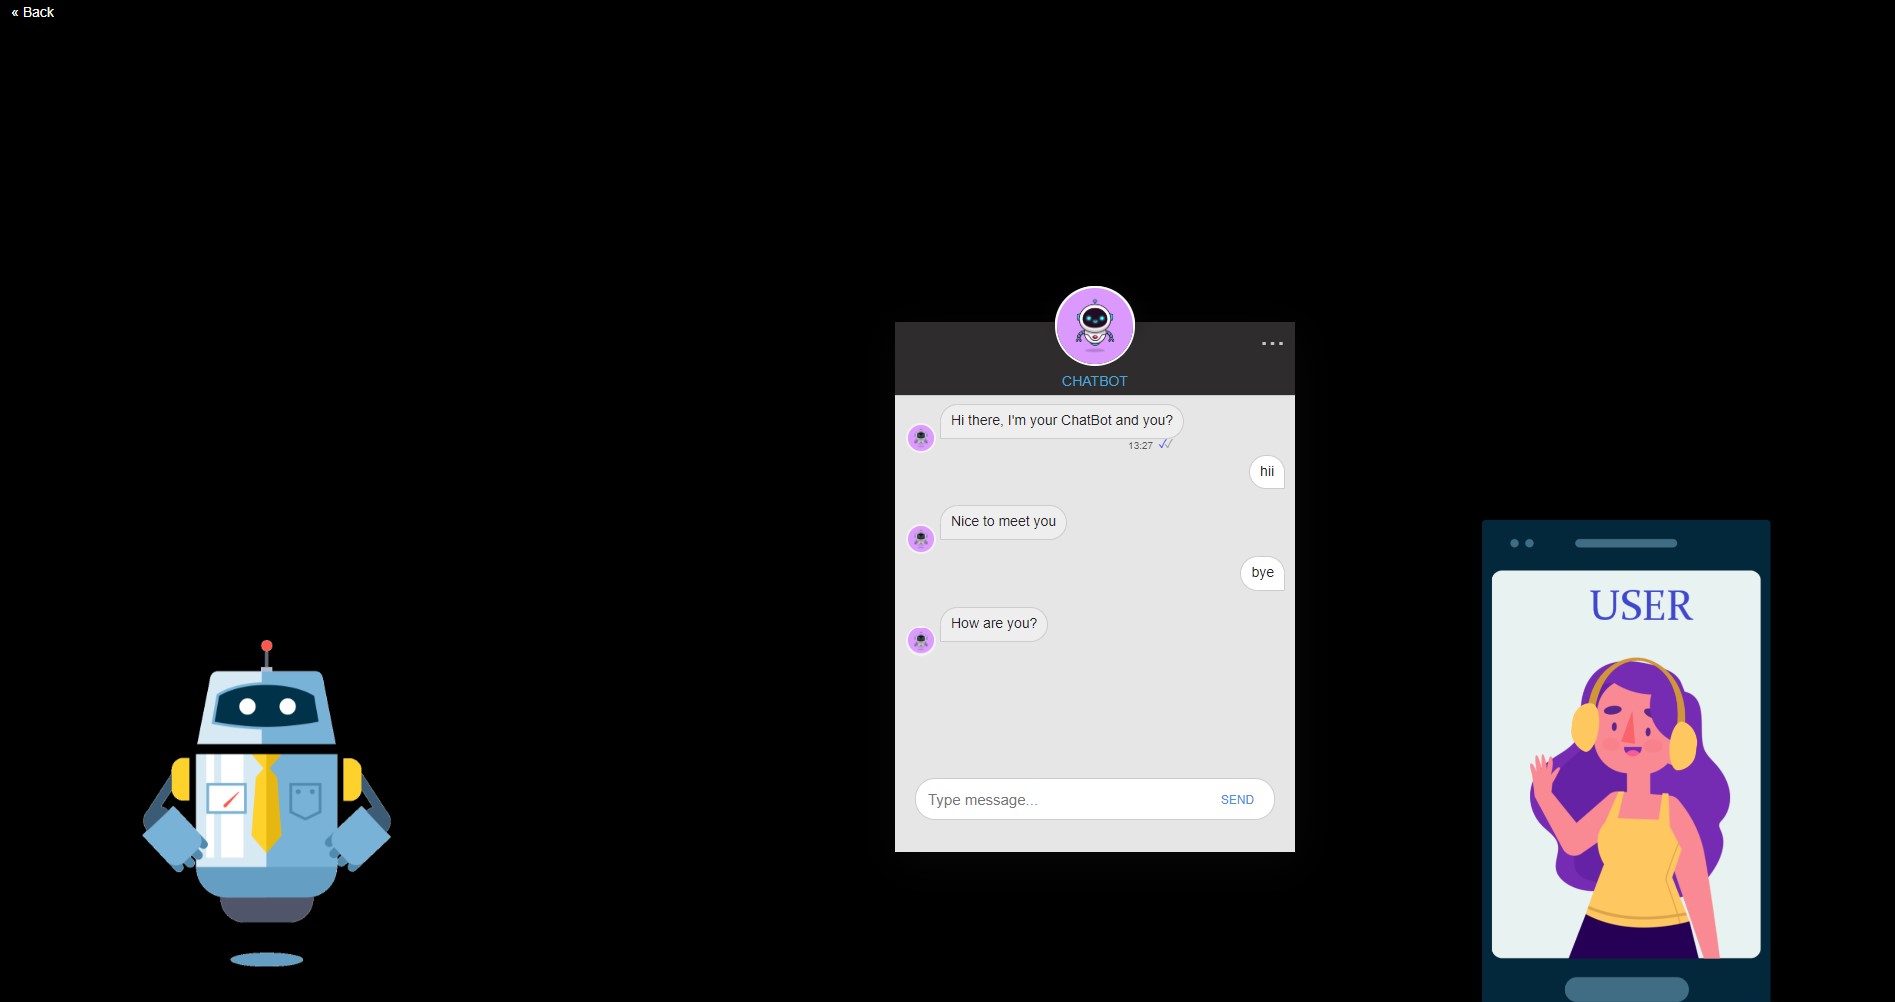 « Back
CHATBOT
Hi there, I'm your ChatBot and you?
13:27
hii
Nice to meet you
bye
How are you?
Type message...
SEND
USER